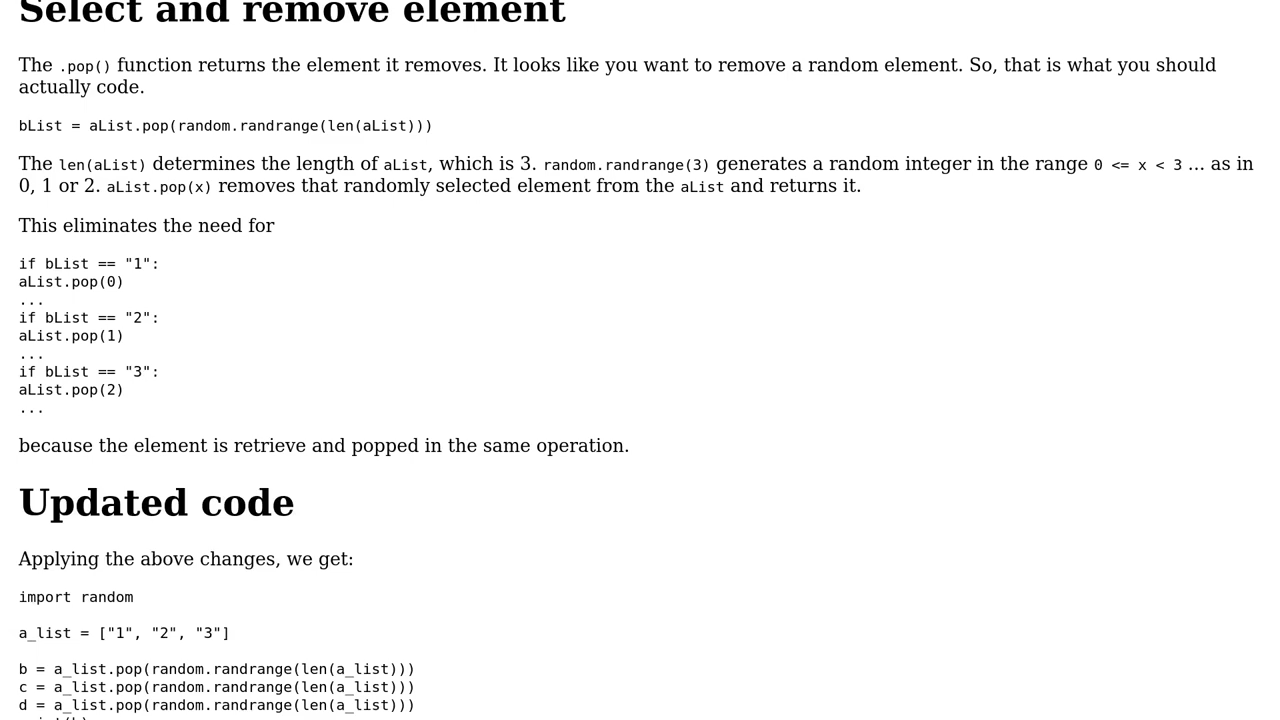 Select and remove element
The .pop() function returns the element it removes. It looks like you want to remove a random element. So, that is what you should
actually code.
bList = aList.pop(random.randrange(len(aList)))
The len(aList) determines the length of aList, which is 3. random.randrange(3) generates a random integer in the range 0 <= x < 3 ... as in
0, 1 or 2. aList.pop(x) removes that randomly selected element from the aList and returns it.
This eliminates the need for
if bList == "1":
aList.pop(0)
...
if bList == "2":
aList.pop(1)
...
if bList == "3":
aList.pop(2)
...
because the element is retrieve and popped in the same operation.
Updated code
Applying the above changes, we get:
import random
a_list = ["1", "2", "3"]
b = a_list.pop(random.randrange(len(a_list)))
c = a_list.pop(random.randrange(len(a_list)))
d = a_list.pop(random.randrange(len(a_list)))